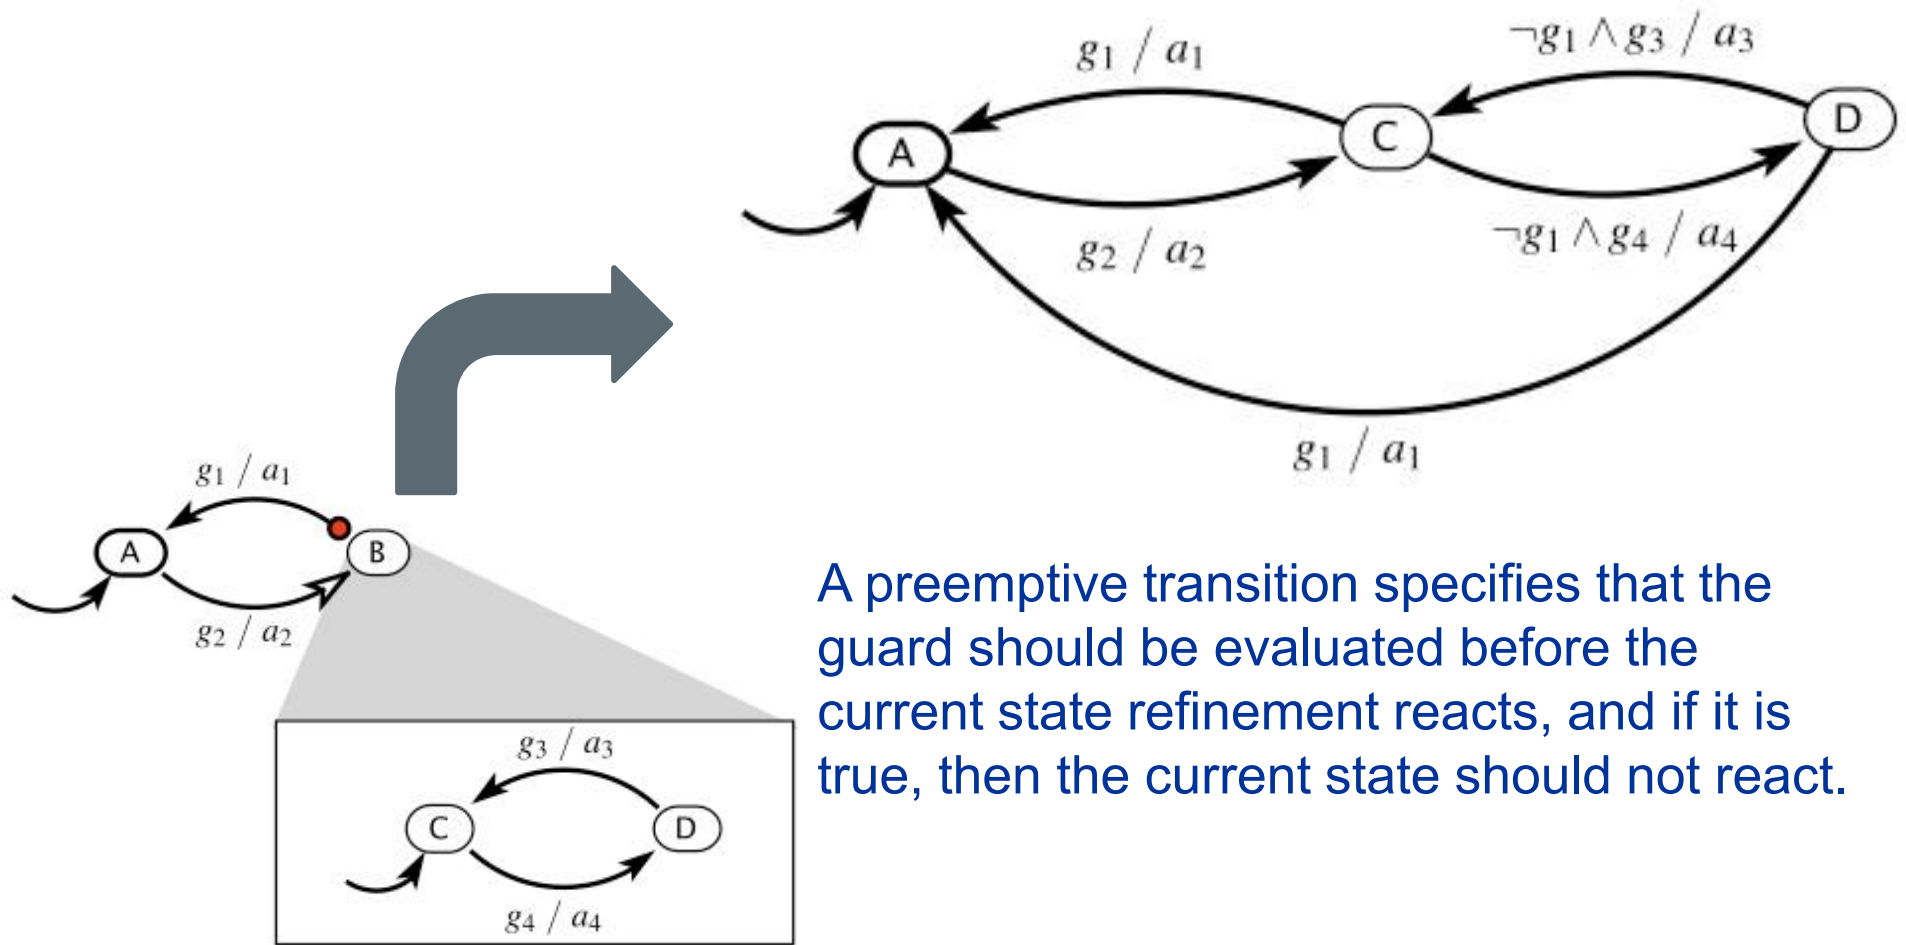 g₁ / a₁
¬g₁ ∧ g₃ / a₃
A
C
D
g₂ / a₂
¬g₁ ∧ g₄ / a₄
g₁ / a₁
g₁ / a₁
A
B
g₂ / a₂
g₃ / a₃
C
D
g₄ / a₄
A preemptive transition specifies that the
guard should be evaluated before the
current state refinement reacts, and if it is
true, then the current state should not react.